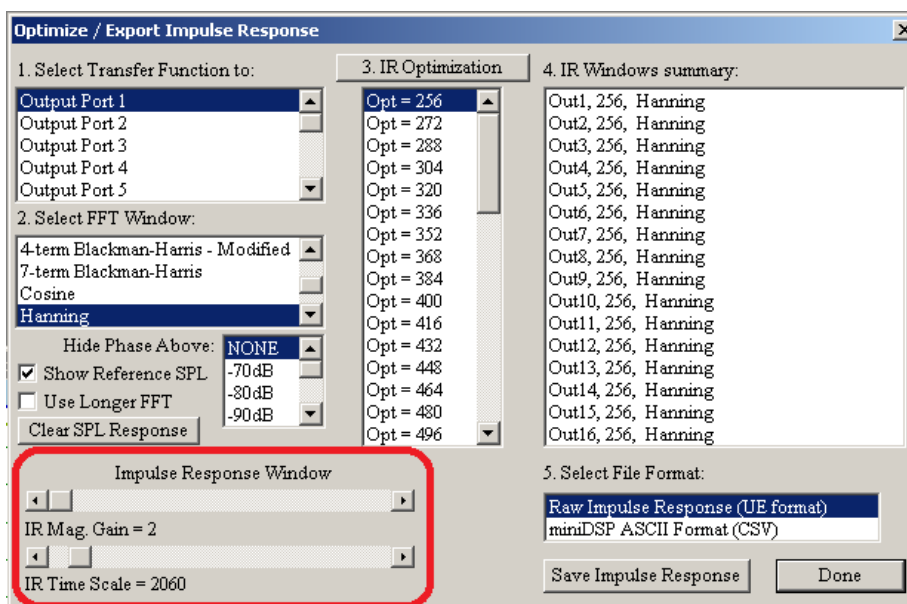 Optimize / Export Impulse Response
1. Select Transfer Function to:
Output Port 1
Output Port 2
Output Port 3
Output Port 4
Output Port 5
2. Select FFT Window:
4-term Blackman-Harris - Modified
7-term Blackman-Harris
Cosine
Hanning
Hide Phase Above:
NONE
-70dB
-80dB
-90dB
Show Reference SPL
Use Longer FFT
Clear SPL Response
Impulse Response Window
IR Mag. Gain = 2
IR Time Scale = 2060
3. IR Optimization
Opt = 256
Opt = 272
Opt = 288
Opt = 304
Opt = 320
Opt = 336
Opt = 352
Opt = 368
Opt = 384
Opt = 400
Opt = 416
Opt = 432
Opt = 448
Opt = 464
Opt = 480
Opt = 496
4. IR Windows summary:
Out1, 256, Hanning
Out2, 256, Hanning
Out3, 256, Hanning
Out4, 256, Hanning
Out5, 256, Hanning
Out6, 256, Hanning
Out7, 256, Hanning
Out8, 256, Hanning
Out9, 256, Hanning
Out10, 256, Hanning
Out11, 256, Hanning
Out12, 256, Hanning
Out13, 256, Hanning
Out14, 256, Hanning
Out15, 256, Hanning
Out16, 256, Hanning
5. Select File Format:
Raw Impulse Response (UE format)
miniDSP ASCII Format (CSV)
Save Impulse Response
Done